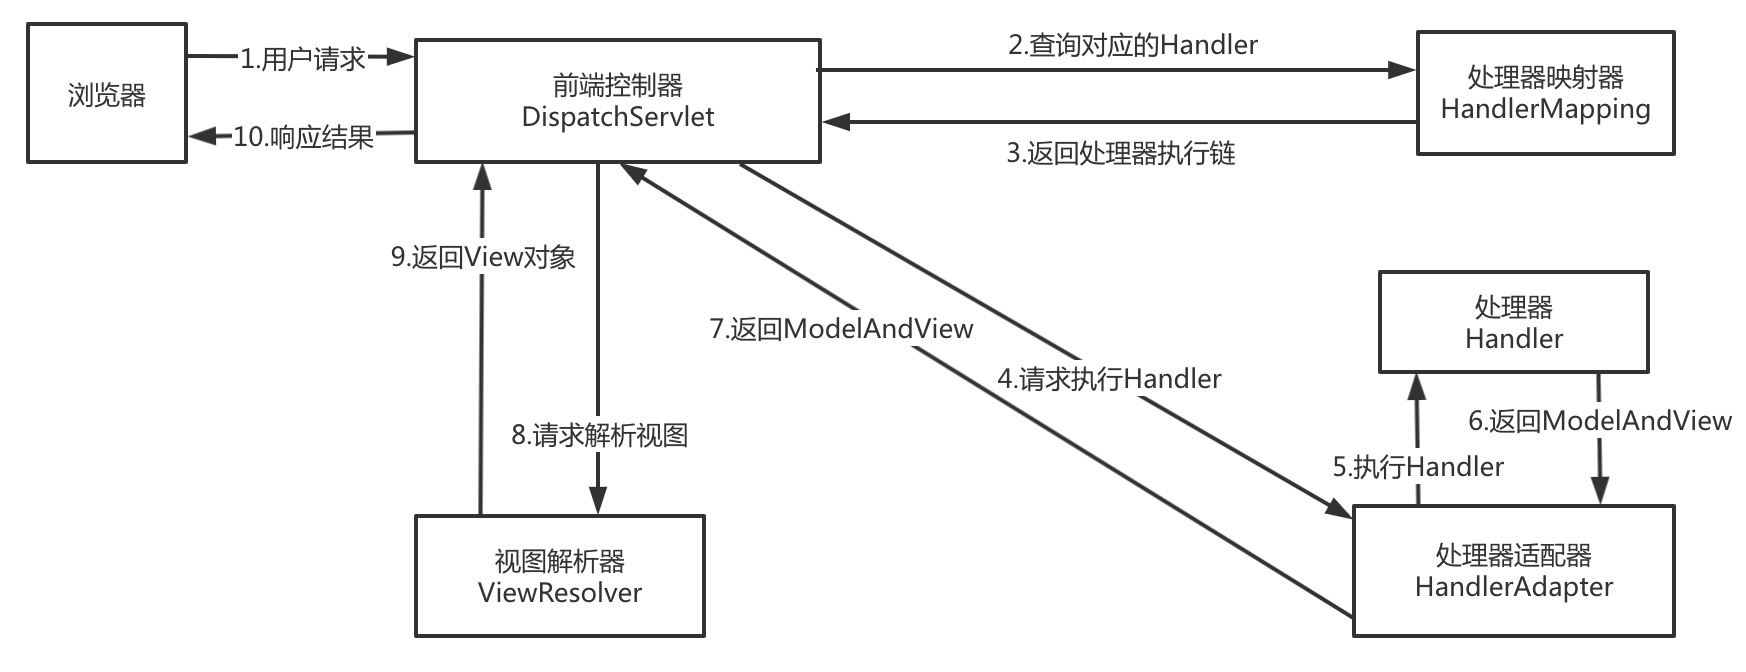 浏览器
1.用户请求
10.响应结果
前端控制器
DispatchServlet
2.查询对应的Handler
3.返回处理器执行链
处理器映射器
HandlerMapping
9.返回View对象
7.返回ModelAndView
4.请求执行Handler
处理器
Handler
8.请求解析视图
6.返回ModelAndView
5.执行Handler
视图解析器
ViewResolver
处理器适配器
HandlerAdapter